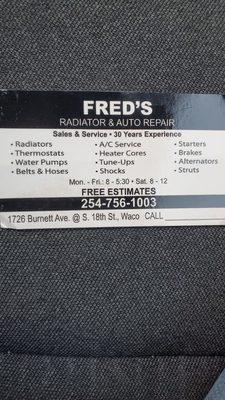 FRED'S
RADIATOR & AUTO REPAIR
Sales & Service • 30 Years Experience
• Radiators • A/C Service • Starters
• Thermostats • Heater Cores • Brakes
• Water Pumps • Tune-Ups • Alternators
• Belts & Hoses • Shocks • Struts
Mon. - Fri.: 8 - 5:30 • Sat. 8 - 12
FREE ESTIMATES
254-756-1003
1726 Burnett Ave. @ S. 18th St., Waco CALL